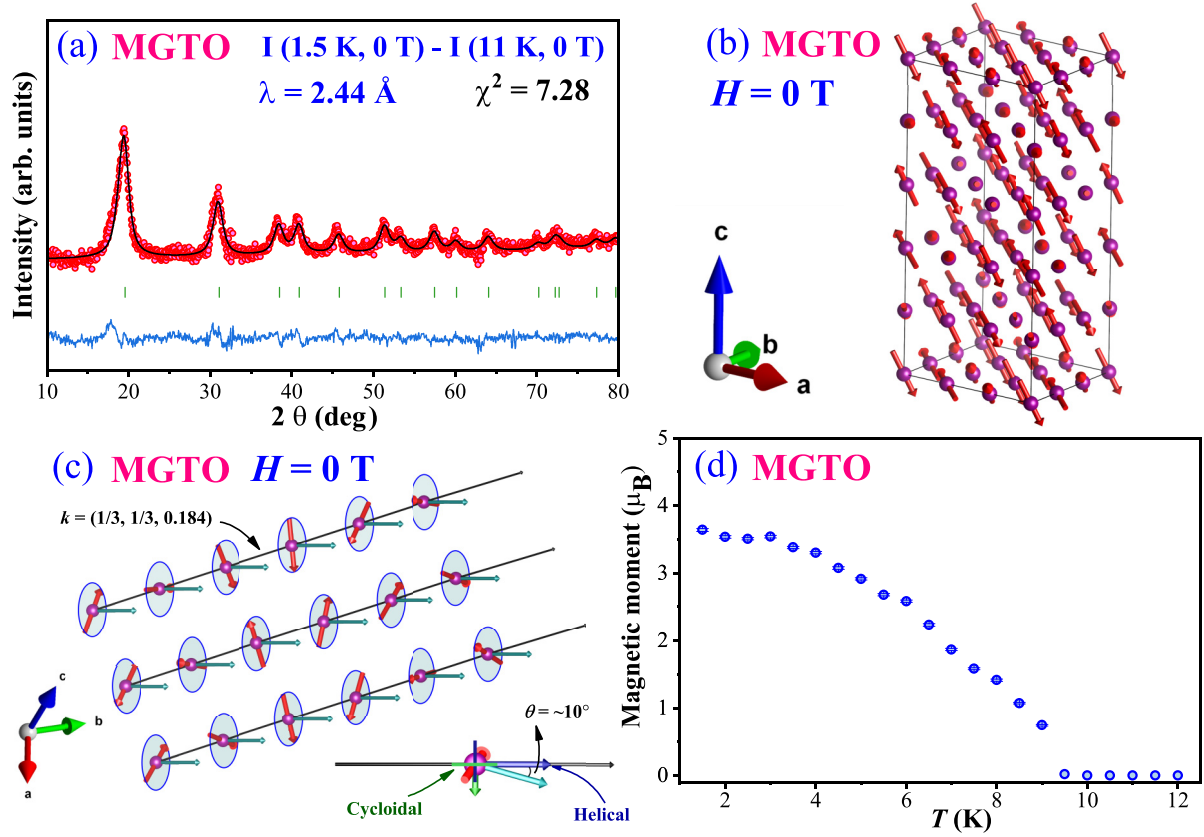 (a) MGTO I (1.5 K, 0 T) - I (11 K, 0 T)
λ = 2.44 Å χ² = 7.28
Intensity (arb. units)
10 20 30 40 50 60 70 80
2 θ (deg)
(b) MGTO
H = 0 T
c
b
a
(c) MGTO H = 0 T
k = (1/3, 1/3, 0.184)
c
b
a
θ = ~10°
Cycloidal
Helical
(d) MGTO
Magnetic moment (μB)
5
4
3
2
1
0
2 4 6 8 10 12
T (K)